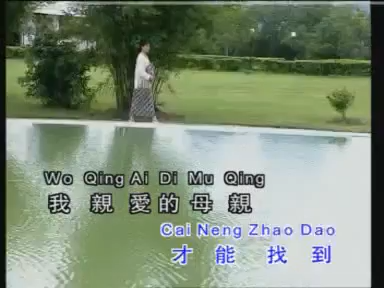 Wo Qing Ai Di Mu Qing
我 親 愛 的 母 親
Cai Neng Zhao Dao
才 能 找 到